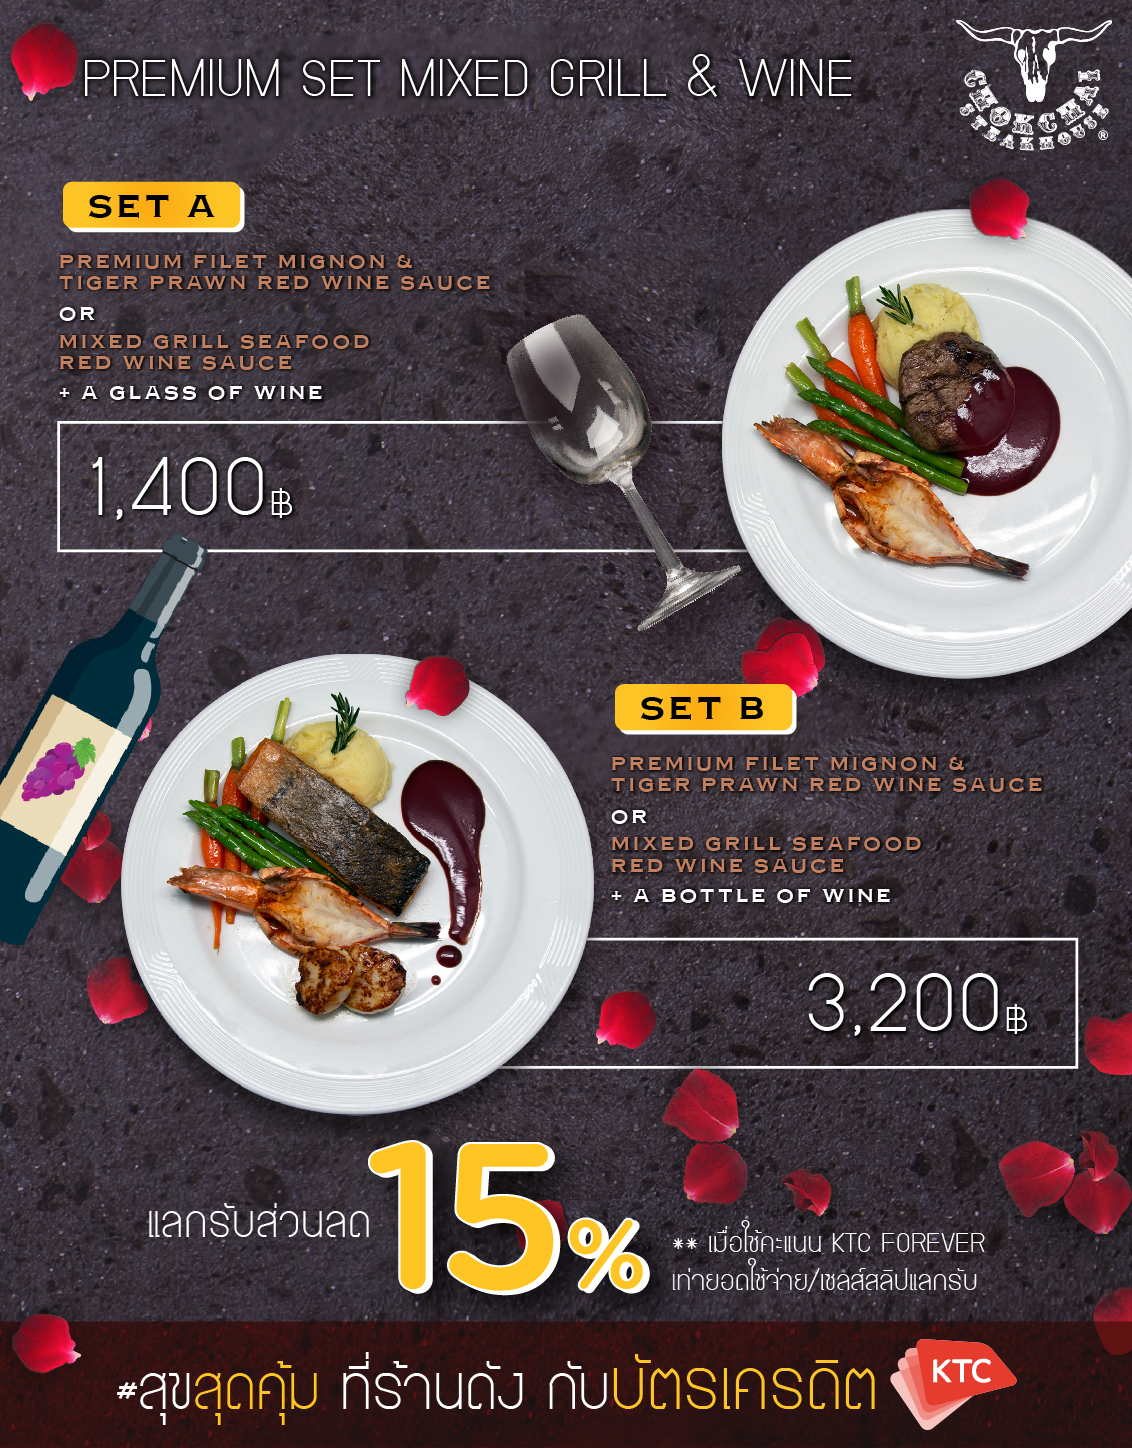 PREMIUM SET MIXED GRILL & WINE
CHOKCHAI
STEAKHOUSE®
SET A
PREMIUM FILET MIGNON &
TIGER PRAWN RED WINE SAUCE
OR
MIXED GRILL SEAFOOD
RED WINE SAUCE
+ A GLASS OF WINE
1,400฿
SET B
PREMIUM FILET MIGNON &
TIGER PRAWN RED WINE SAUCE
OR
MIXED GRILL SEAFOOD
RED WINE SAUCE
+ A BOTTLE OF WINE
3,200฿
แลกรับส่วนลด 15%
** เมื่อใช้คะแนน KTC FOREVER
เท่ายอดใช้จ่าย/เซลส์สลิปแลกรับ
#สุขสุดคุ้ม ที่ร้านดัง กับบัตรเครดิต KTC